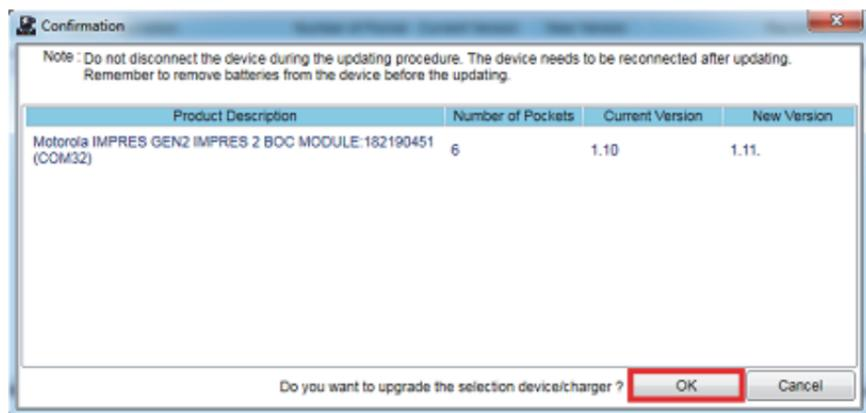 Confirmation
Note : Do not disconnect the device during the updating procedure. The device needs to be reconnected after updating.
Remember to remove batteries from the device before the updating.
Product Description Number of Pockets Current Version New Version
Motorola IMPRES GEN2 IMPRES 2 BOC MODULE:182190451 6 1.10 1.11.
(COM32)
Do you want to upgrade the selection device/charger ? OK Cancel